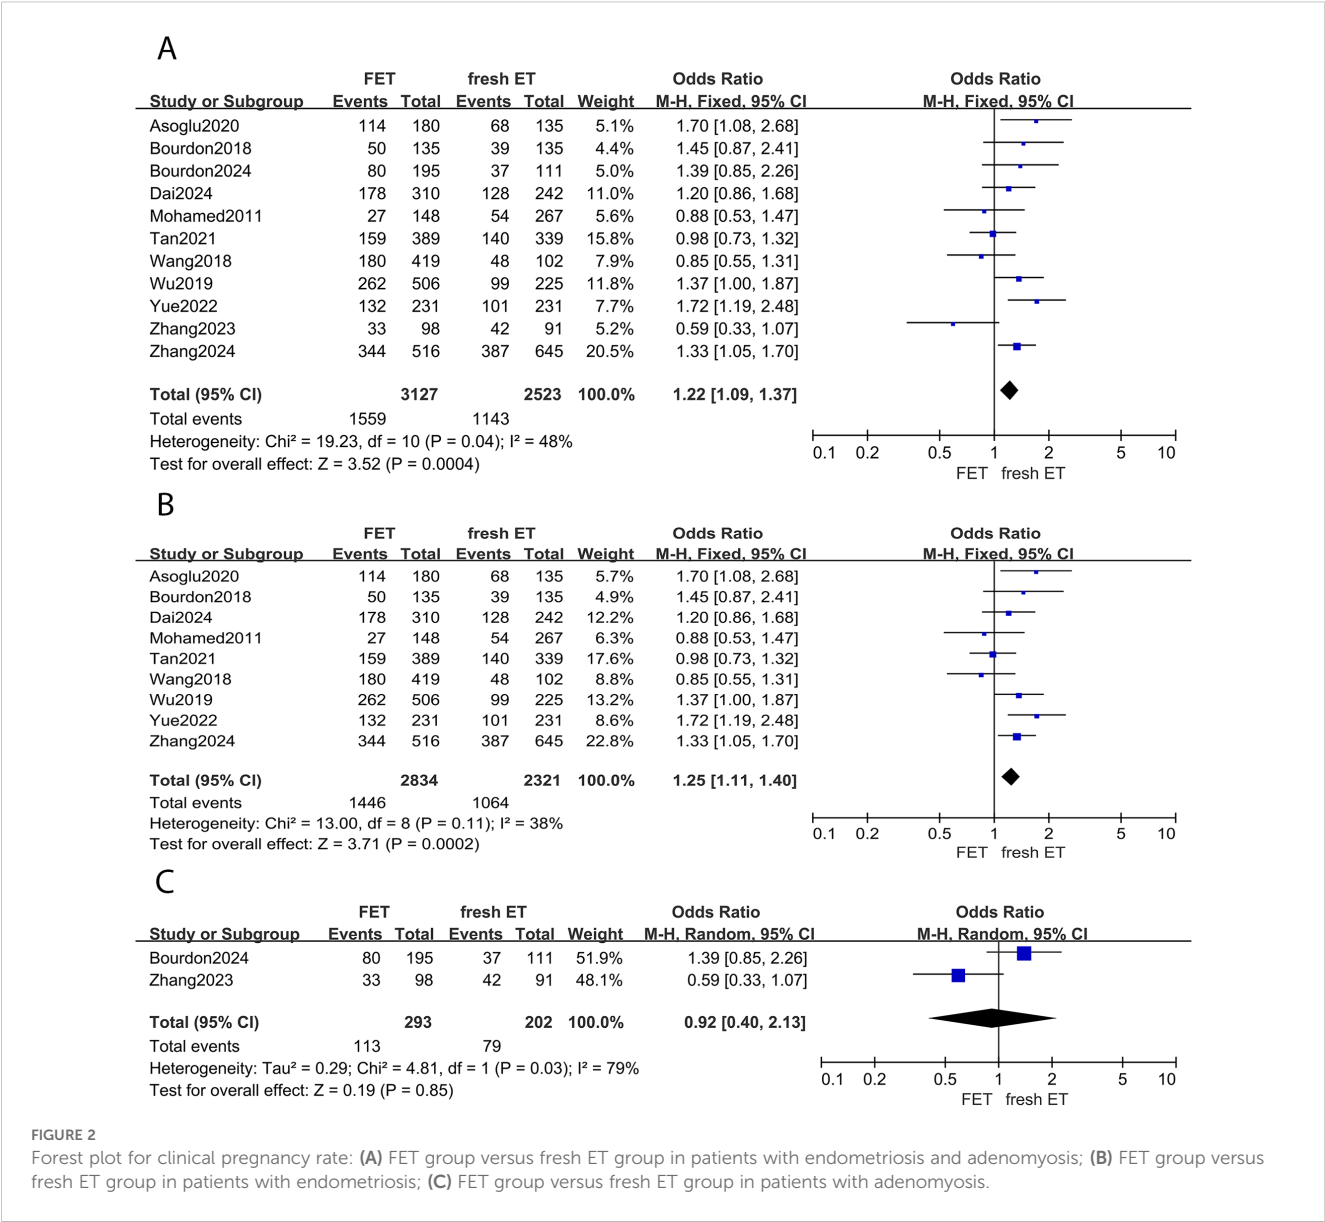 A
FET fresh ET Odds Ratio Odds Ratio
Study or Subgroup Events Total Events Total Weight M-H, Fixed, 95% CI M-H, Fixed, 95% CI
Asoglu2020 114 180 68 135 5.1% 1.70 [1.08, 2.68]
Bourdon2018 50 135 39 135 4.4% 1.45 [0.87, 2.41]
Bourdon2024 80 195 37 111 5.0% 1.39 [0.85, 2.26]
Dai2024 178 310 128 242 11.0% 1.20 [0.86, 1.68]
Mohamed2011 27 148 54 267 5.6% 0.88 [0.53, 1.47]
Tan2021 159 389 140 339 15.8% 0.98 [0.73, 1.32]
Wang2018 180 419 48 102 7.9% 0.85 [0.55, 1.31]
Wu2019 262 506 99 225 11.8% 1.37 [1.00, 1.87]
Yue2022 132 231 101 231 7.7% 1.72 [1.19, 2.48]
Zhang2023 33 98 42 91 5.2% 0.59 [0.33, 1.07]
Zhang2024 344 516 387 645 20.5% 1.33 [1.05, 1.70]
Total (95% CI) 3127 2523 100.0% 1.22 [1.09, 1.37]
Total events 1559 1143
Heterogeneity: Chi² = 19.23, df = 10 (P = 0.04); I² = 48%
Test for overall effect: Z = 3.52 (P = 0.0004)
0.1 0.2 0.5 1 2 5 10
FET fresh ET
B
FET fresh ET Odds Ratio Odds Ratio
Study or Subgroup Events Total Events Total Weight M-H, Fixed, 95% CI M-H, Fixed, 95% CI
Asoglu2020 114 180 68 135 5.7% 1.70 [1.08, 2.68]
Bourdon2018 50 135 39 135 4.9% 1.45 [0.87, 2.41]
Dai2024 178 310 128 242 12.2% 1.20 [0.86, 1.68]
Mohamed2011 27 148 54 267 6.3% 0.88 [0.53, 1.47]
Tan2021 159 389 140 339 17.6% 0.98 [0.73, 1.32]
Wang2018 180 419 48 102 8.8% 0.85 [0.55, 1.31]
Wu2019 262 506 99 225 13.2% 1.37 [1.00, 1.87]
Yue2022 132 231 101 231 8.6% 1.72 [1.19, 2.48]
Zhang2024 344 516 387 645 22.8% 1.33 [1.05, 1.70]
Total (95% CI) 2834 2321 100.0% 1.25 [1.11, 1.40]
Total events 1446 1064
Heterogeneity: Chi² = 13.00, df = 8 (P = 0.11); I² = 38%
Test for overall effect: Z = 3.71 (P = 0.0002)
0.1 0.2 0.5 1 2 5 10
FET fresh ET
C
FET fresh ET Odds Ratio Odds Ratio
Study or Subgroup Events Total Events Total Weight M-H, Random, 95% CI M-H, Random, 95% CI
Bourdon2024 80 195 37 111 51.9% 1.39 [0.85, 2.26]
Zhang2023 33 98 42 91 48.1% 0.59 [0.33, 1.07]
Total (95% CI) 293 202 100.0% 0.92 [0.40, 2.13]
Total events 113 79
Heterogeneity: Tau² = 0.29; Chi² = 4.81, df = 1 (P = 0.03); I² = 79%
Test for overall effect: Z = 0.19 (P = 0.85)
0.1 0.2 0.5 1 2 5 10
FET fresh ET
FIGURE 2
Forest plot for clinical pregnancy rate: (A) FET group versus fresh ET group in patients with endometriosis and adenomyosis; (B) FET group versus
fresh ET group in patients with endometriosis; (C) FET group versus fresh ET group in patients with adenomyosis.